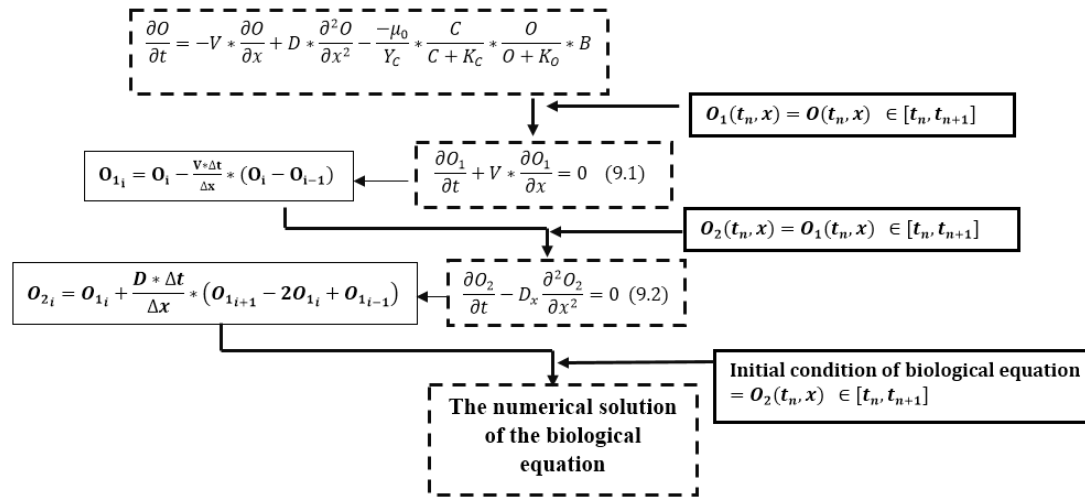 ∂O/∂t = −V * ∂O/∂x + D * ∂²O/∂x² − −μ₀/Y_C * C/(C + K_C) * O/(O + K_O) * B
O₁(tₙ, x) = O(tₙ, x) ∈ [tₙ, tₙ₊₁]
O₁ᵢ = Oᵢ − V*Δt/Δx * (Oᵢ − Oᵢ₋₁)
∂O₁/∂t + V * ∂O₁/∂x = 0 (9.1)
O₂(tₙ, x) = O₁(tₙ, x) ∈ [tₙ, tₙ₊₁]
O₂ᵢ = O₁ᵢ + D * Δt/Δx * (O₁ᵢ₊₁ − 2O₁ᵢ + O₁ᵢ₋₁)
∂O₂/∂t − Dₓ ∂²O₂/∂x² = 0 (9.2)
Initial condition of biological equation
= O₂(tₙ, x) ∈ [tₙ, tₙ₊₁]
The numerical solution
of the biological
equation